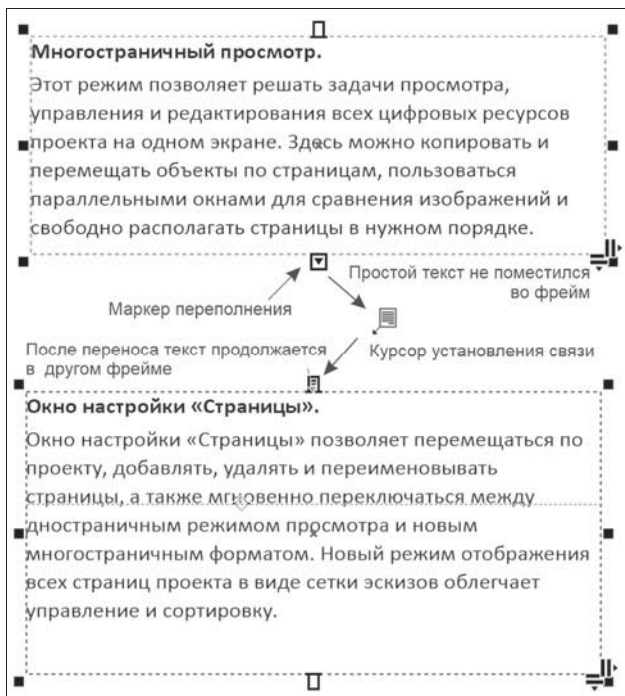 Многостраничный просмотр.
Этот режим позволяет решать задачи просмотра,
управления и редактирования всех цифровых ресурсов
проекта на одном экране. Здесь можно копировать и
перемещать объекты по страницам, пользоваться
параллельными окнами для сравнения изображений и
свободно располагать страницы в нужном порядке.
Простой текст не поместился
во фрейм
Маркер переполнения
Курсор установления связи
После переноса текст продолжается
в другом фрейме
Окно настройки «Страницы».
Окно настройки «Страницы» позволяет перемещаться по
проекту, добавлять, удалять и переименовывать
страницы, а также мгновенно переключаться между
дностраничным режимом просмотра и новым
многостраничным форматом. Новый режим отображения
всех страниц проекта в виде сетки эскизов облегчает
управление и сортировку.